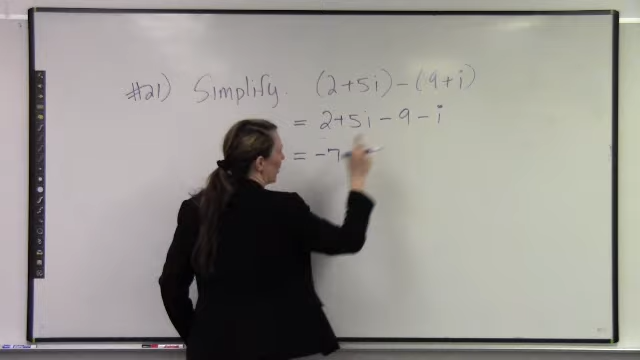 #21) Simplify. (2+5i)-(9+i)
= 2+5i-9-i
= -7